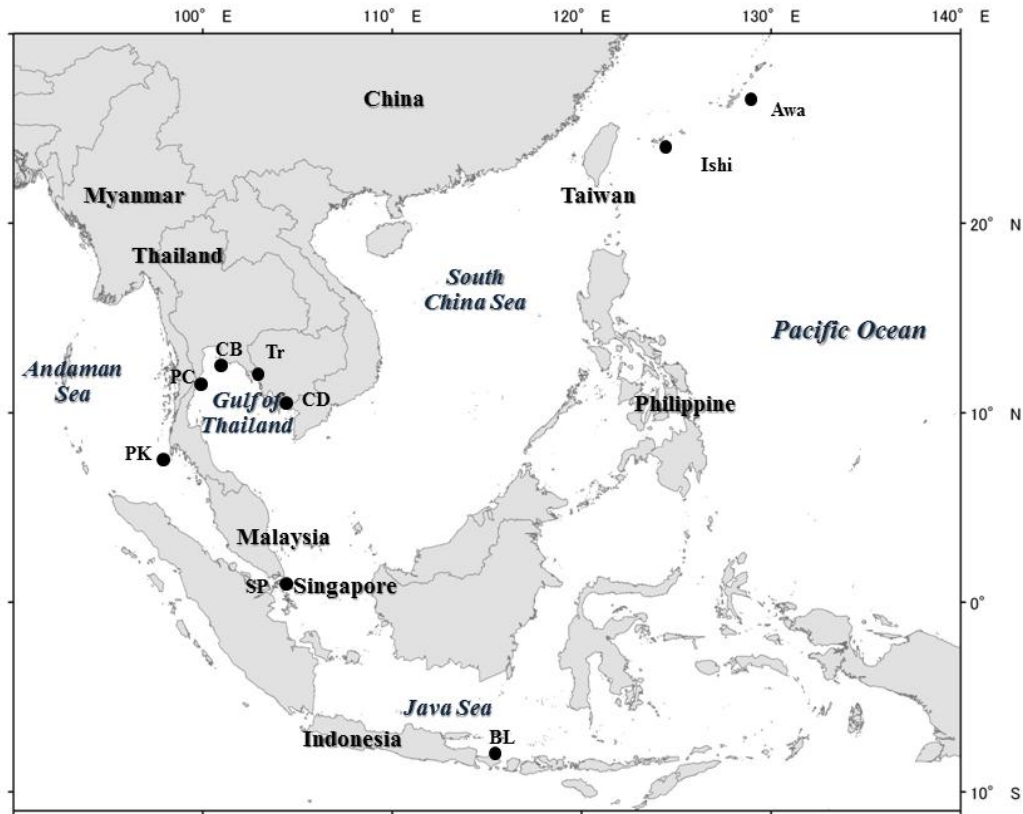 100° E
110° E
120° E
130° E
140° E
China
Awa
Ishi
Myanmar
Taiwan
20° N
Thailand
South
China Sea
Pacific Ocean
CB
Tr
Andaman
Sea
PC
CD
Gulf of
Thailand
Philippine
10° N
PK
Malaysia
SP
Singapore
0°
Java Sea
Indonesia
BL
10° S